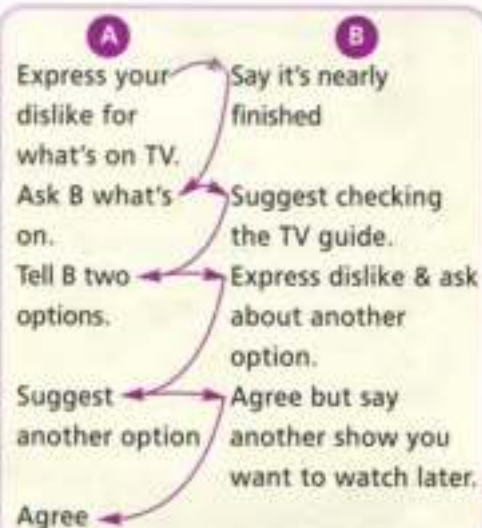 A
B
Express your
dislike for
what's on TV.
Say it's nearly
finished
Ask B what's
on.
Suggest checking
the TV guide.
Tell B two
options.
Express dislike & ask
about another
option.
Suggest
another option
Agree but say
another show you
want to watch later.
Agree